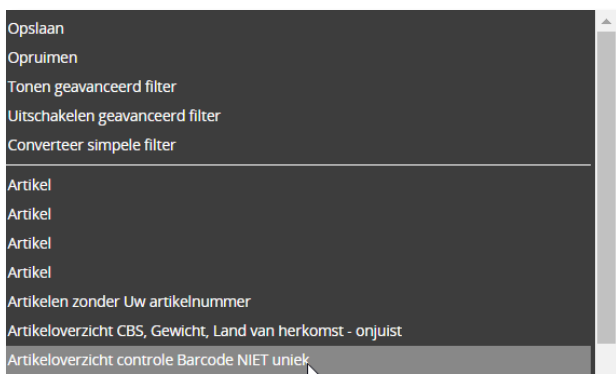 Opslaan
Opruimen
Tonen geavanceerd filter
Uitschakelen geavanceerd filter
Converteer simpele filter
Artikel
Artikel
Artikel
Artikel
Artikelen zonder Uw artikelnummer
Artikeloverzicht CBS, Gewicht, Land van herkomst - onjuist
Artikeloverzicht controle Barcode NIET uniek